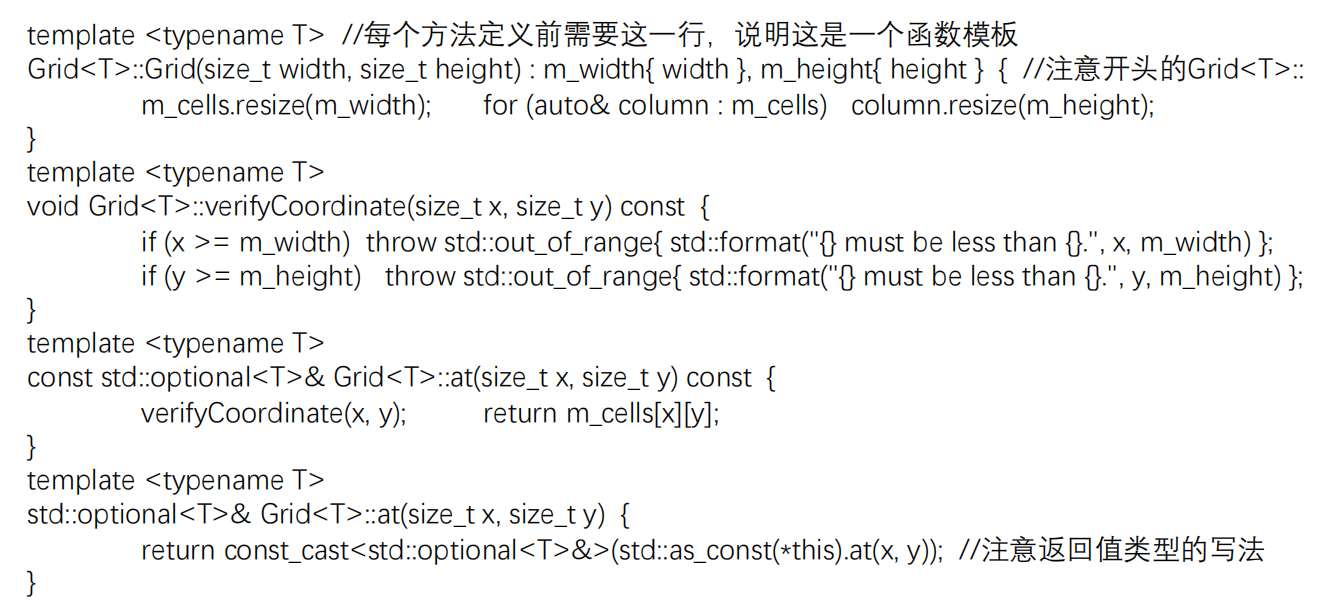 template <typename T>  //每个方法定义前需要这一行，说明这是一个函数模板
Grid<T>::Grid(size_t width, size_t height) : m_width{ width }, m_height{ height }  {  //注意开头的Grid<T>::
m_cells.resize(m_width);    for (auto& column : m_cells)   column.resize(m_height);
}
template <typename T>
void Grid<T>::verifyCoordinate(size_t x, size_t y) const  {
if (x >= m_width)  throw std::out_of_range{ std::format("{} must be less than {}.", x, m_width) };
if (y >= m_height)   throw std::out_of_range{ std::format("{} must be less than {}.", y, m_height) };
}
template <typename T>
const std::optional<T>& Grid<T>::at(size_t x, size_t y) const  {
verifyCoordinate(x, y);    return m_cells[x][y];
}
template <typename T>
std::optional<T>& Grid<T>::at(size_t x, size_t y)  {
return const_cast<std::optional<T>&>(std::as_const(*this).at(x, y));  //注意返回值类型的写法
}